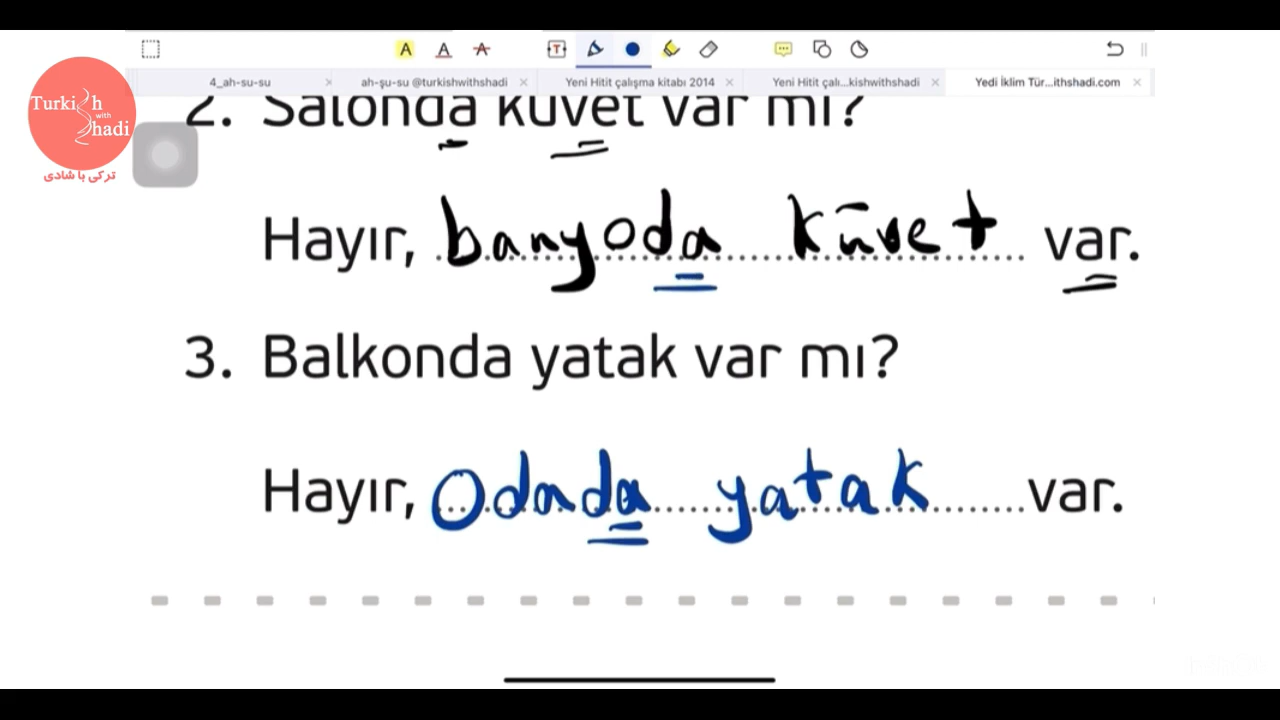 4_ah-su-su
ah-şu-su @turkishwithshadi
Yeni Hitit çalışma kitabı 2014
Yeni Hitit çalı...kishwithshadi
Yedi İklim Tür...ithshadi.com
Turkish
with
Shadi
ترکی با شادی
2. Salonda küvet var mı?
Hayır, banyoda küvet var.
3. Balkonda yatak var mı?
Hayır, Odada yatak var.